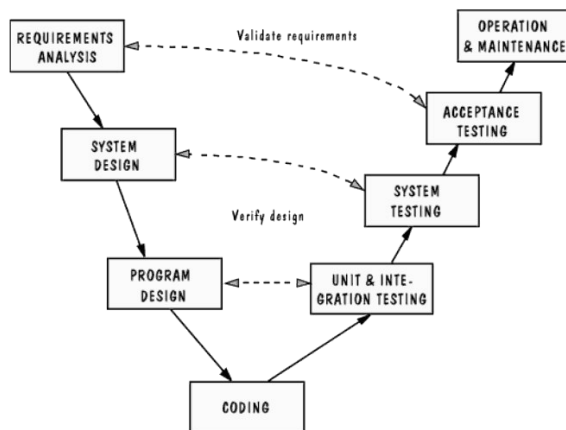 OPERATION
& MAINTENANCE
REQUIREMENTS
ANALYSIS
Validate requirements
ACCEPTANCE
TESTING
SYSTEM
DESIGN
SYSTEM
TESTING
Verify design
PROGRAM
DESIGN
UNIT & INTE-
GRATION TESTING
CODING